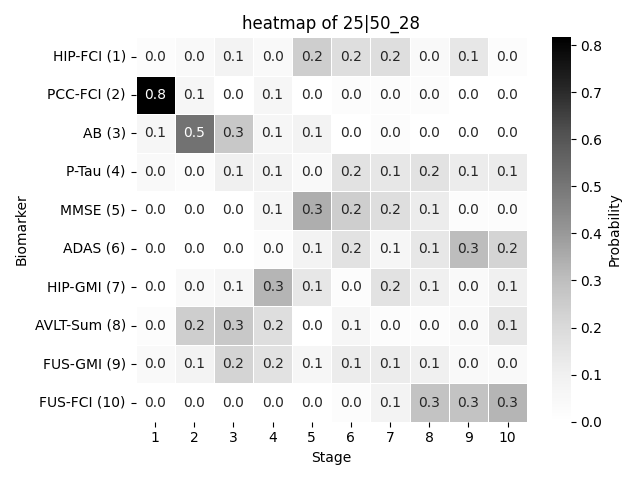 heatmap of 25|50_28
Biomarker
HIP-FCI (1) 0.0 0.0 0.1 0.0 0.2 0.2 0.2 0.0 0.1 0.0
PCC-FCI (2) 0.8 0.1 0.0 0.1 0.0 0.0 0.0 0.0 0.0 0.0
AB (3) 0.1 0.5 0.3 0.1 0.1 0.0 0.0 0.0 0.0 0.0
P-Tau (4) 0.0 0.0 0.1 0.1 0.0 0.2 0.1 0.2 0.1 0.1
MMSE (5) 0.0 0.0 0.0 0.1 0.3 0.2 0.2 0.1 0.0 0.0
ADAS (6) 0.0 0.0 0.0 0.0 0.1 0.2 0.1 0.1 0.3 0.2
HIP-GMI (7) 0.0 0.0 0.1 0.3 0.1 0.0 0.2 0.1 0.0 0.1
AVLT-Sum (8) 0.0 0.2 0.3 0.2 0.0 0.1 0.0 0.0 0.0 0.1
FUS-GMI (9) 0.0 0.1 0.2 0.2 0.1 0.1 0.1 0.1 0.0 0.0
FUS-FCI (10) 0.0 0.0 0.0 0.0 0.0 0.0 0.1 0.3 0.3 0.3
1 2 3 4 5 6 7 8 9 10
Stage
0.8
0.7
0.6
0.5
0.4
0.3
0.2
0.1
0.0
Probability